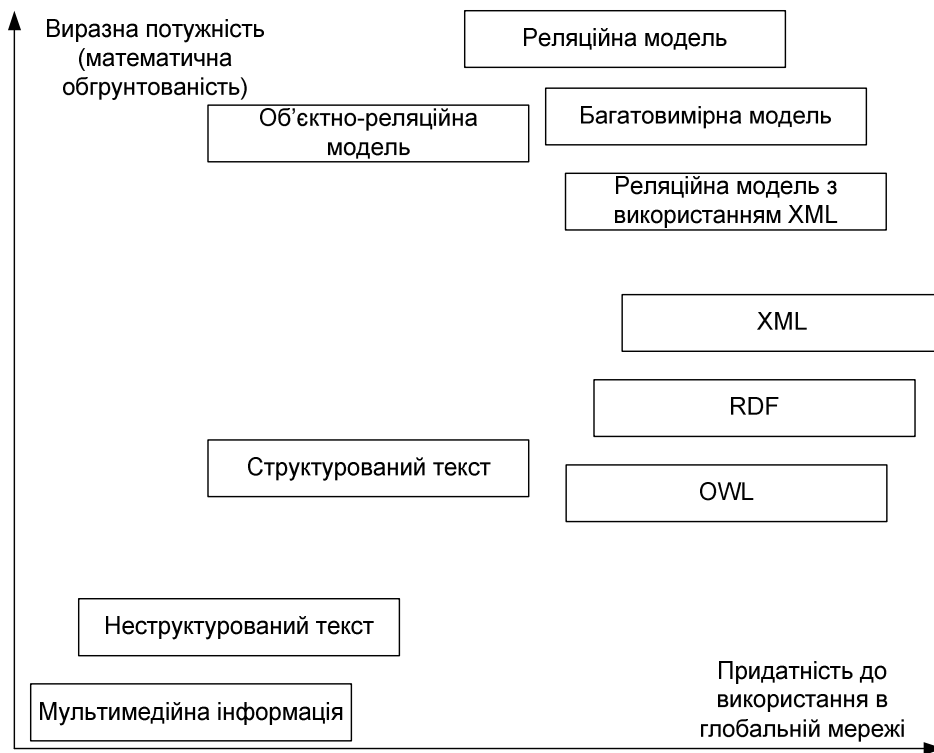 Виразна потужність
(математична
обгрунтованість)
Реляційна модель
Об’єктно-реляційна
модель
Багатовимірна модель
Реляційна модель з
використанням XML
XML
RDF
Структурований текст
OWL
Неструктурований текст
Мультимедійна інформація
Придатність до
використання в
глобальній мережі